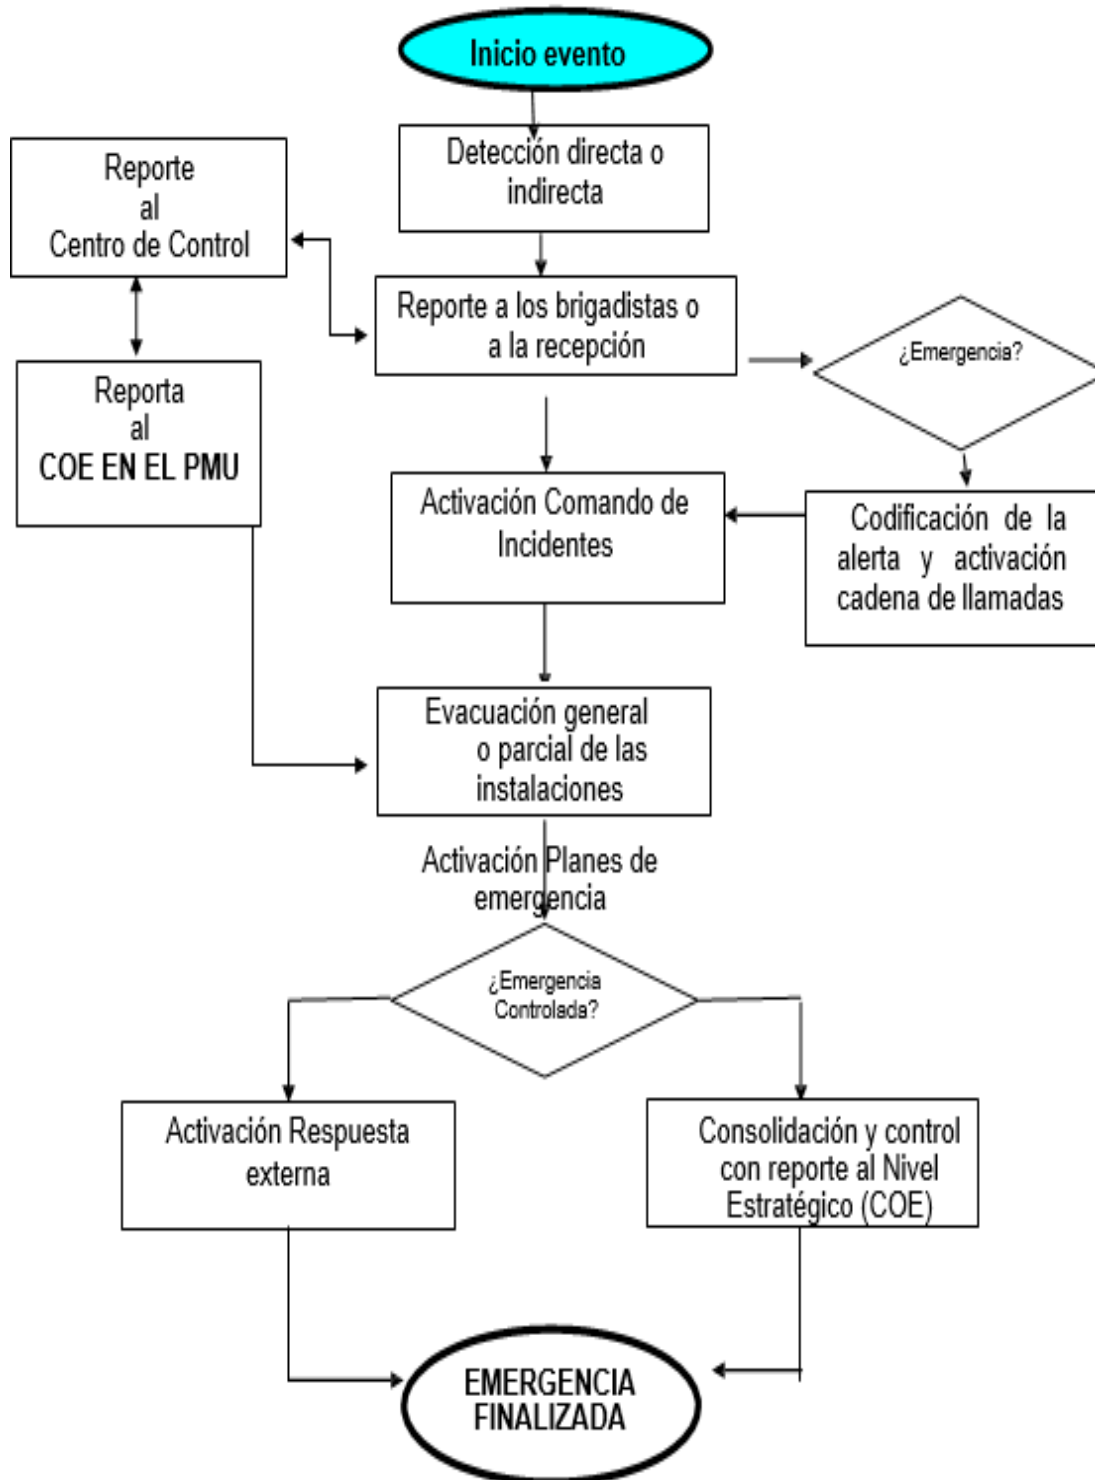 Inicio evento
Detección directa o
indirecta
Reporte
al
Centro de Control
Reporte a los brigadistas o
a la recepción
¿Emergencia?
Reporta
al
COE EN EL PMU
Activación Comando de
Incidentes
Codificación de la
alerta y activación
cadena de llamadas
Evacuación general
o parcial de las
instalaciones
Activación Planes de
emergencia
¿Emergencia
Controlada?
Activación Respuesta
externa
Consolidación y control
con reporte al Nivel
Estratégico (COE)
EMERGENCIA
FINALIZADA